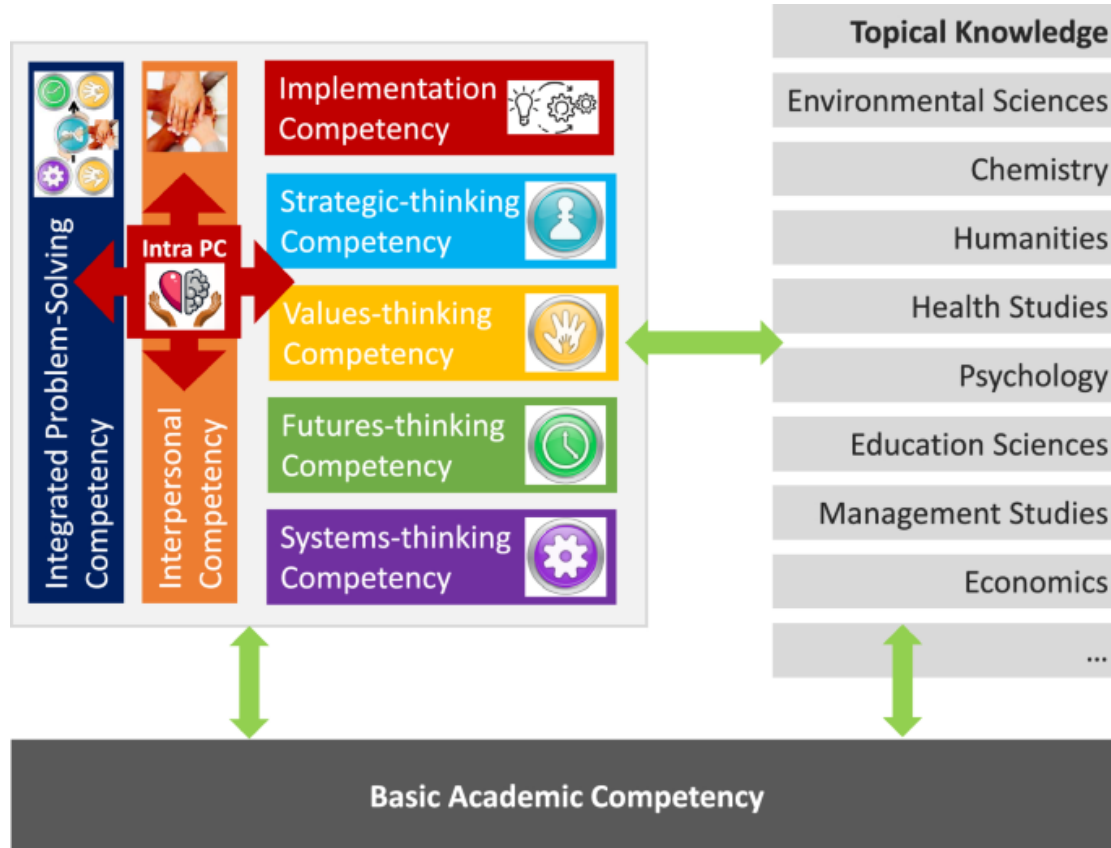 Integrated Problem-Solving
Competency
Interpersonal
Competency
Intra PC
Implementation
Competency
Strategic-thinking
Competency
Values-thinking
Competency
Futures-thinking
Competency
Systems-thinking
Competency
Topical Knowledge
Environmental Sciences
Chemistry
Humanities
Health Studies
Psychology
Education Sciences
Management Studies
Economics
...
Basic Academic Competency